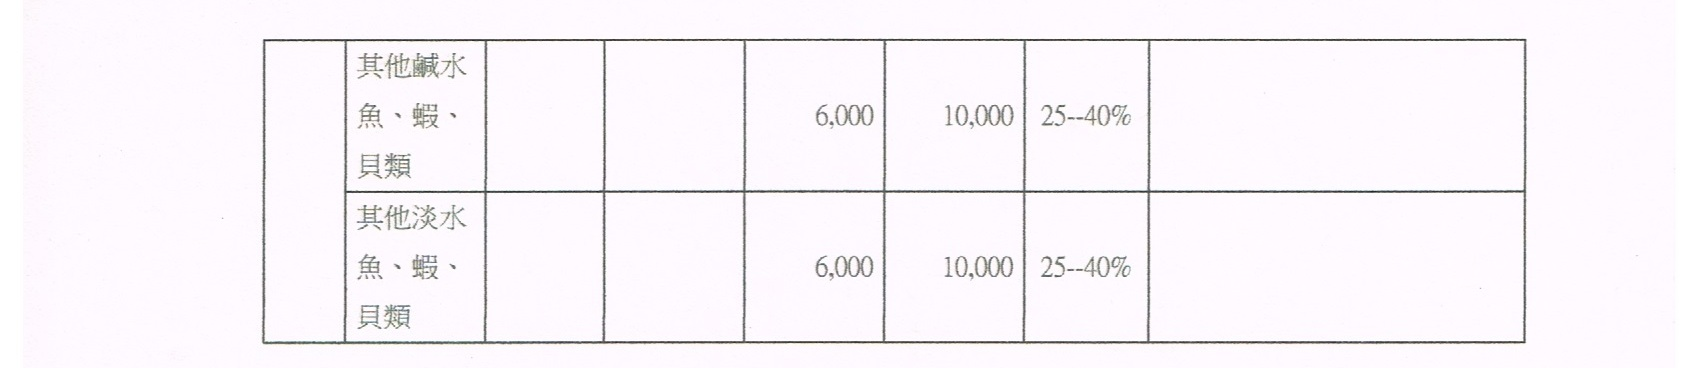 其他鹹水
魚、蝦、
貝類
6,000
10,000
25--40%
其他淡水
魚、蝦、
貝類
6,000
10,000
25--40%